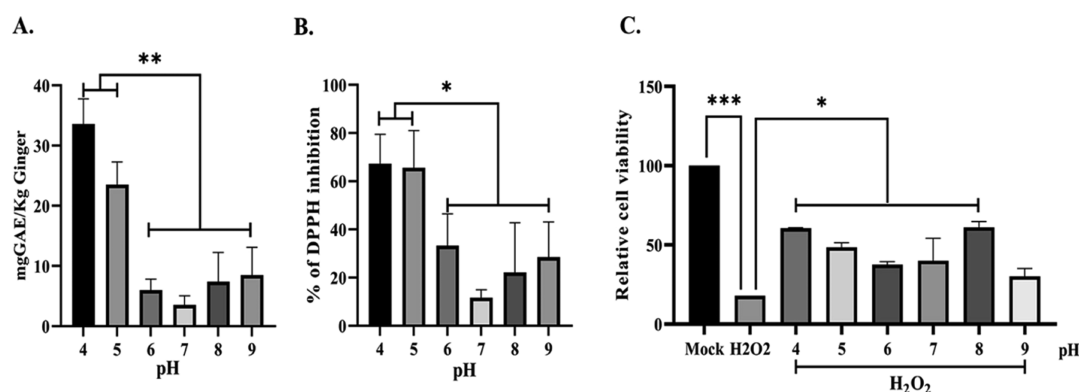 A.
**
mgGAE/Kg Ginger
40
30
20
10
0
4 5 6 7 8 9
pH
B.
*
% of DPPH inhibition
100
80
60
40
20
0
4 5 6 7 8 9
pH
C.
*** *
Relative cell viability
150
100
50
0
Mock H2O2 4 5 6 7 8 9 pH
H₂O₂